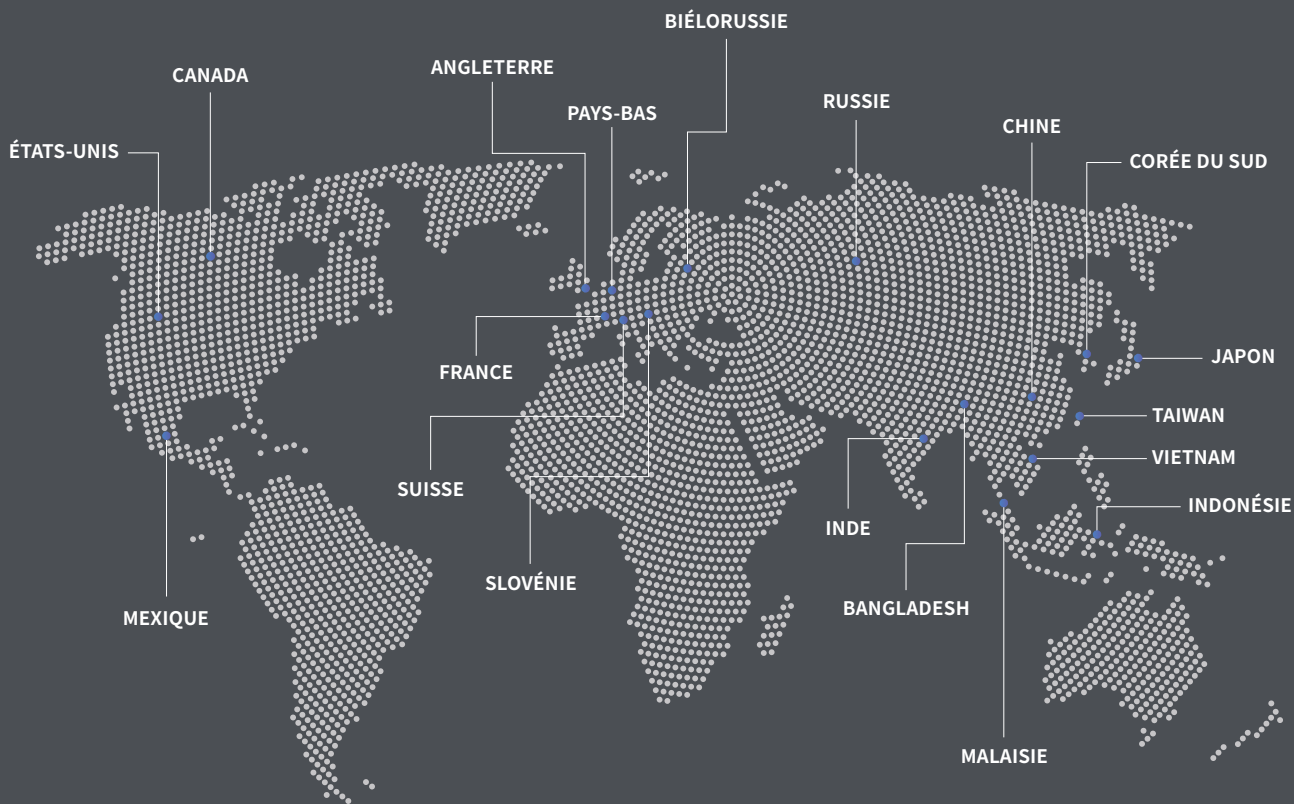 BIÉLORUSSIE
ANGLETERRE
CANADA
RUSSIE
PAYS-BAS
CHINE
ÉTATS-UNIS
CORÉE DU SUD
JAPON
FRANCE
TAIWAN
VIETNAM
SUISSE
INDONÉSIE
INDE
SLOVÉNIE
BANGLADESH
MEXIQUE
MALAISIE